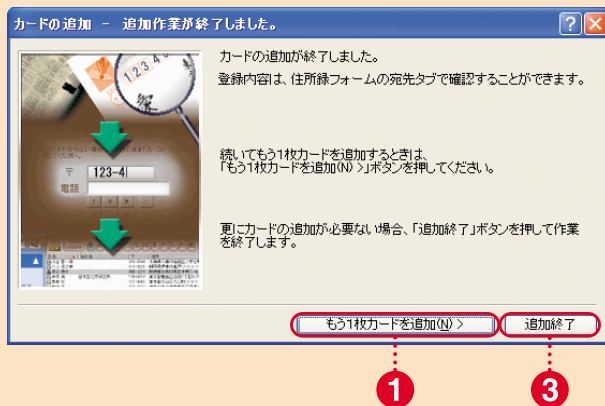 カードの追加 － 追加作業が終了しました。
カードの追加が終了しました。
登録内容は、住所録フォームの宛先タブで確認することができます。
続いてもう1枚カードを追加するときは、
「もう1枚カードを追加(N) >」ボタンを押してください。
更にカードの追加が必要ない場合、「追加終了」ボタンを押して作業
を終了します。
1 2 3 4
〒 123-4
電話
7 8 9
もう1枚カードを追加(N) >
追加終了
1
3